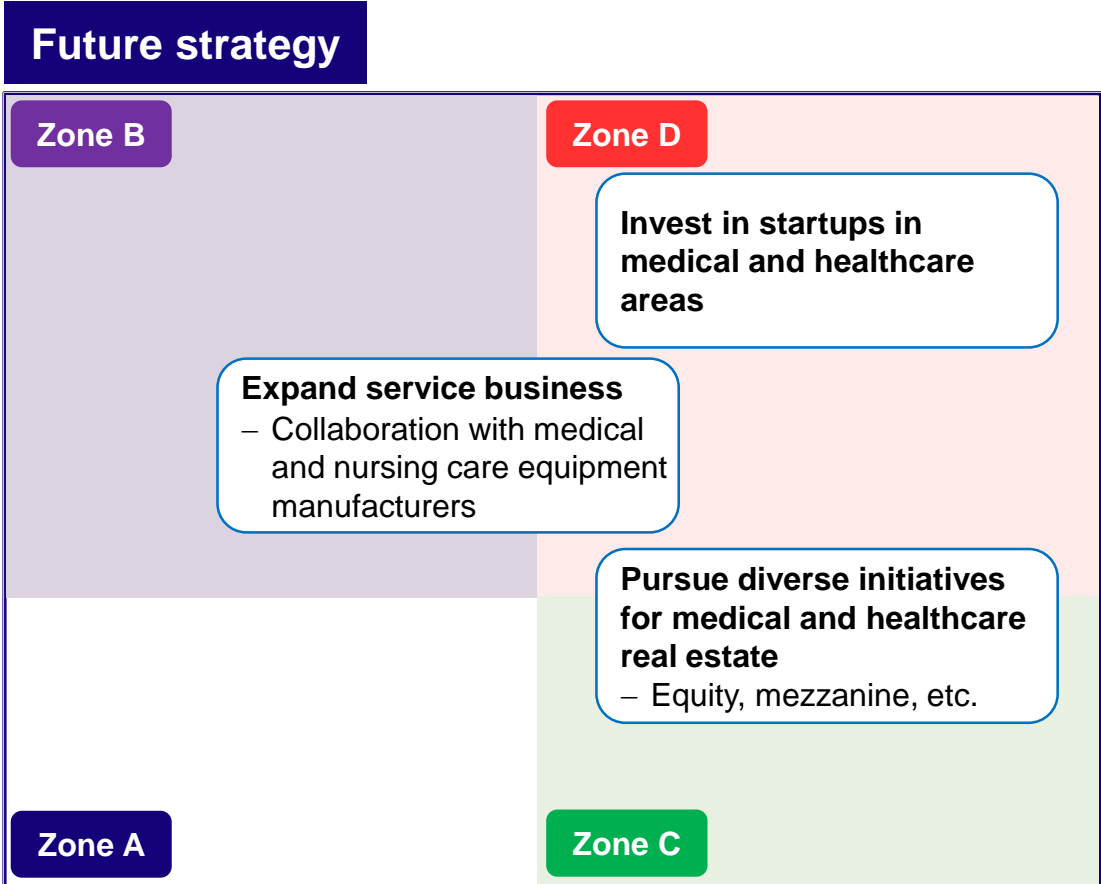 Future strategy
Zone B
Zone D
Invest in startups in
medical and healthcare
areas
Expand service business
– Collaboration with medical
and nursing care equipment
manufacturers
Pursue diverse initiatives
for medical and healthcare
real estate
– Equity, mezzanine, etc.
Zone A
Zone C